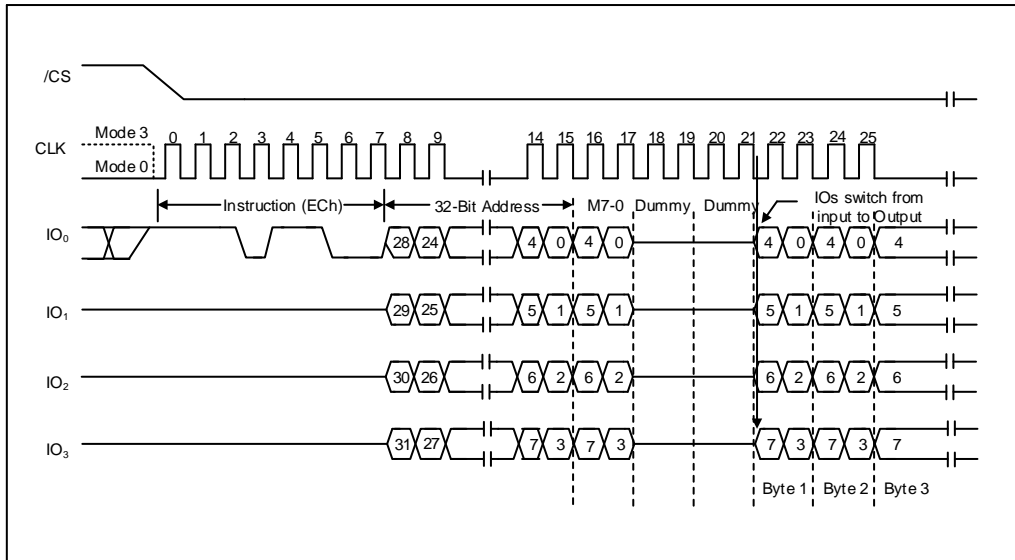 /CS
Mode 3
CLK
Mode 0
0 1 2 3 4 5 6 7 8 9 14 15 16 17 18 19 20 21 22 23 24 25
Instruction (ECh) 32-Bit Address M7-0 Dummy Dummy
IOs switch from
input to Output
IO0 28 24 4 0 4 0 4 0 4 0 4
IO1 29 25 5 1 5 1 5 1 5 1 5
IO2 30 26 6 2 6 2 6 2 6 2 6
IO3 31 27 7 3 7 3 7 3 7 3 7
Byte 1 Byte 2 Byte 3